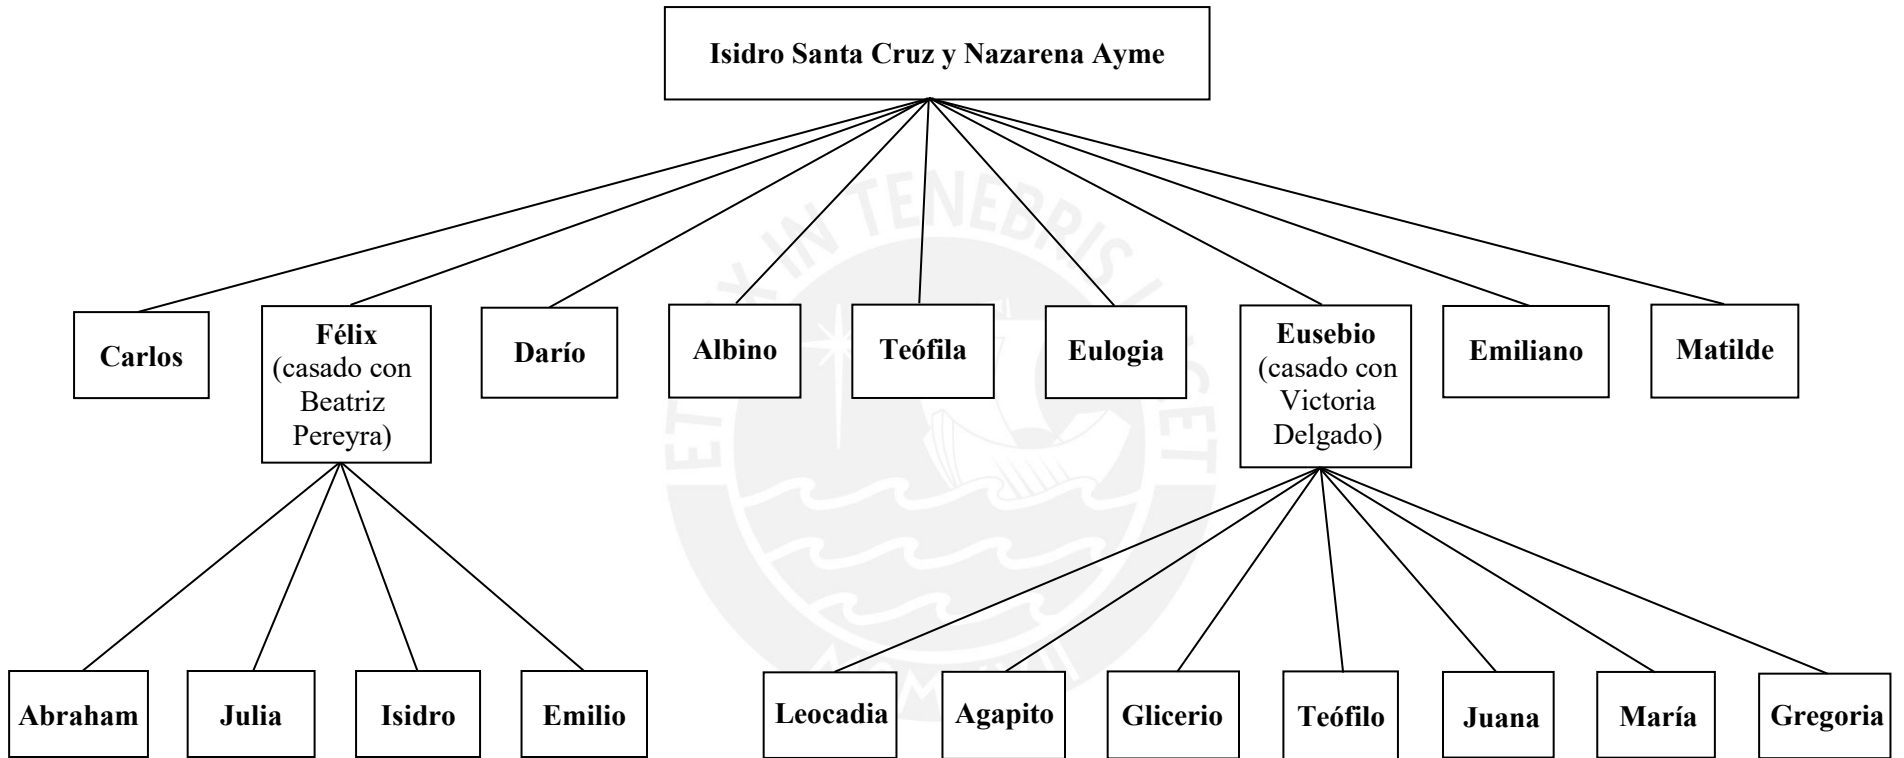 Isidro Santa Cruz y Nazarena Ayme
Carlos
Félix
(casado con
Beatriz
Pereyra)
Darío
Albino
Teófila
Eulogia
Eusebio
(casado con
Victoria
Delgado)
Emiliano
Matilde
Abraham
Julia
Isidro
Emilio
Leocadia
Agapito
Glicerio
Teófilo
Juana
María
Gregoria